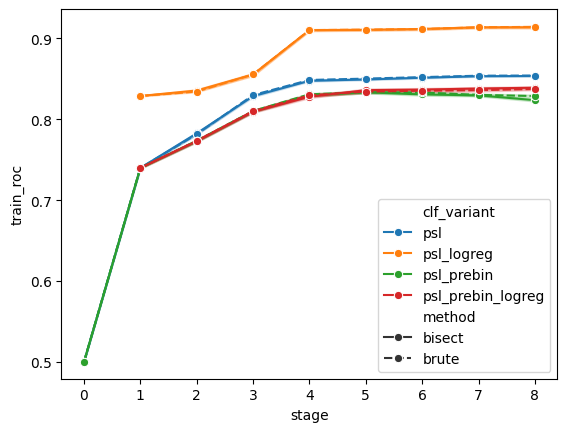 0.9
0.8
0.7
0.6
0.5
train_roc
0 1 2 3 4 5 6 7 8
stage
clf_variant
psl
psl_logreg
psl_prebin
psl_prebin_logreg
method
bisect
brute